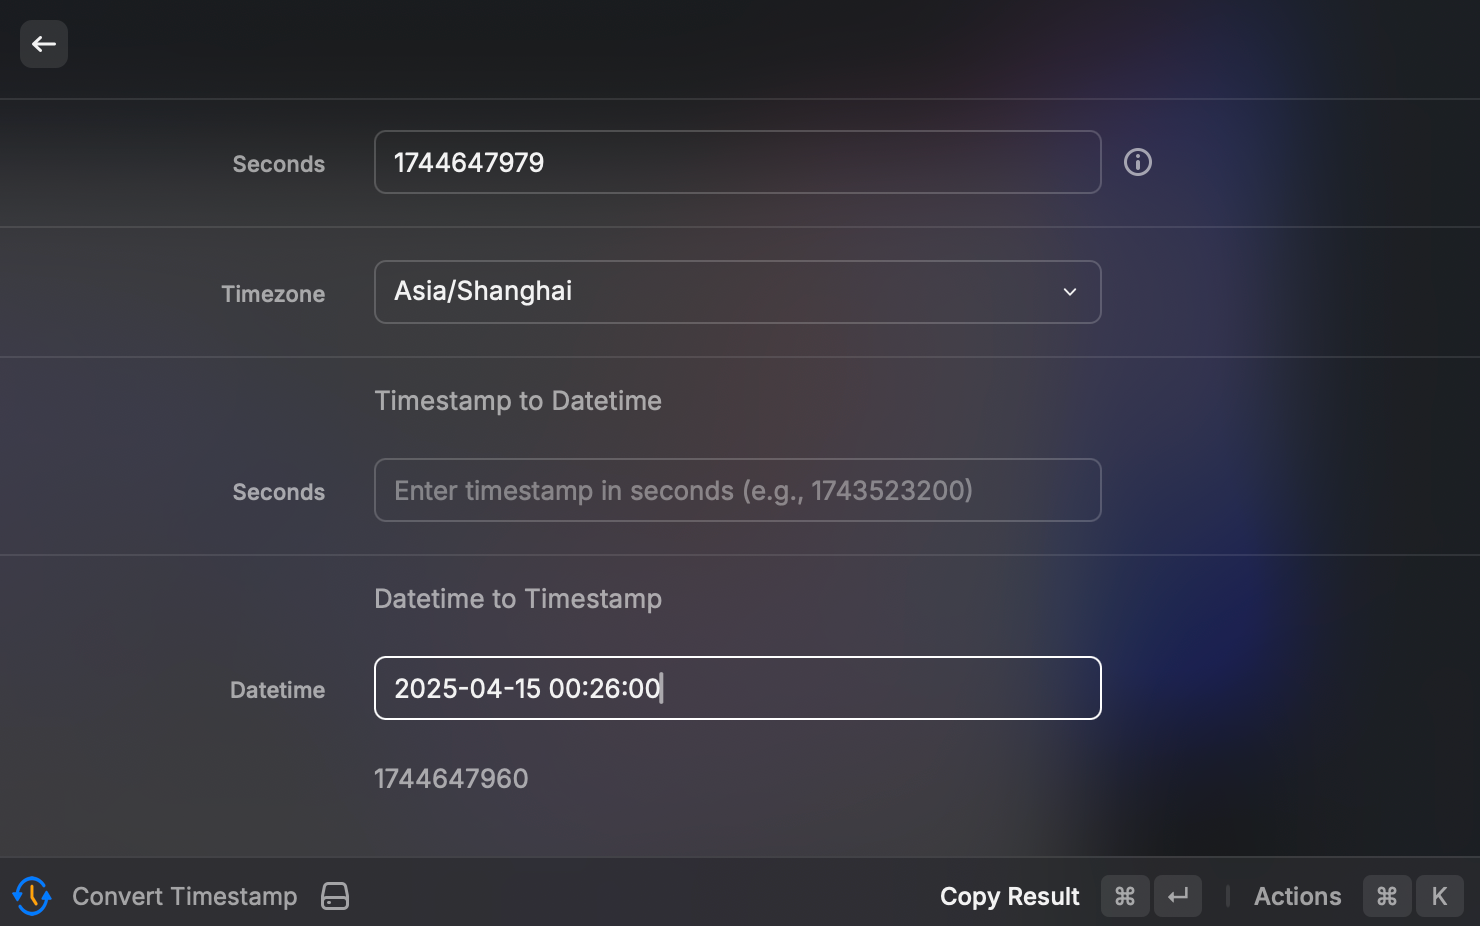 Seconds 1744647979
Timezone Asia/Shanghai
Timestamp to Datetime
Seconds Enter timestamp in seconds (e.g., 1743523200)
Datetime to Timestamp
Datetime 2025-04-15 00:26:00
1744647960
Convert Timestamp Copy Result ⌘ ↵ Actions ⌘ K